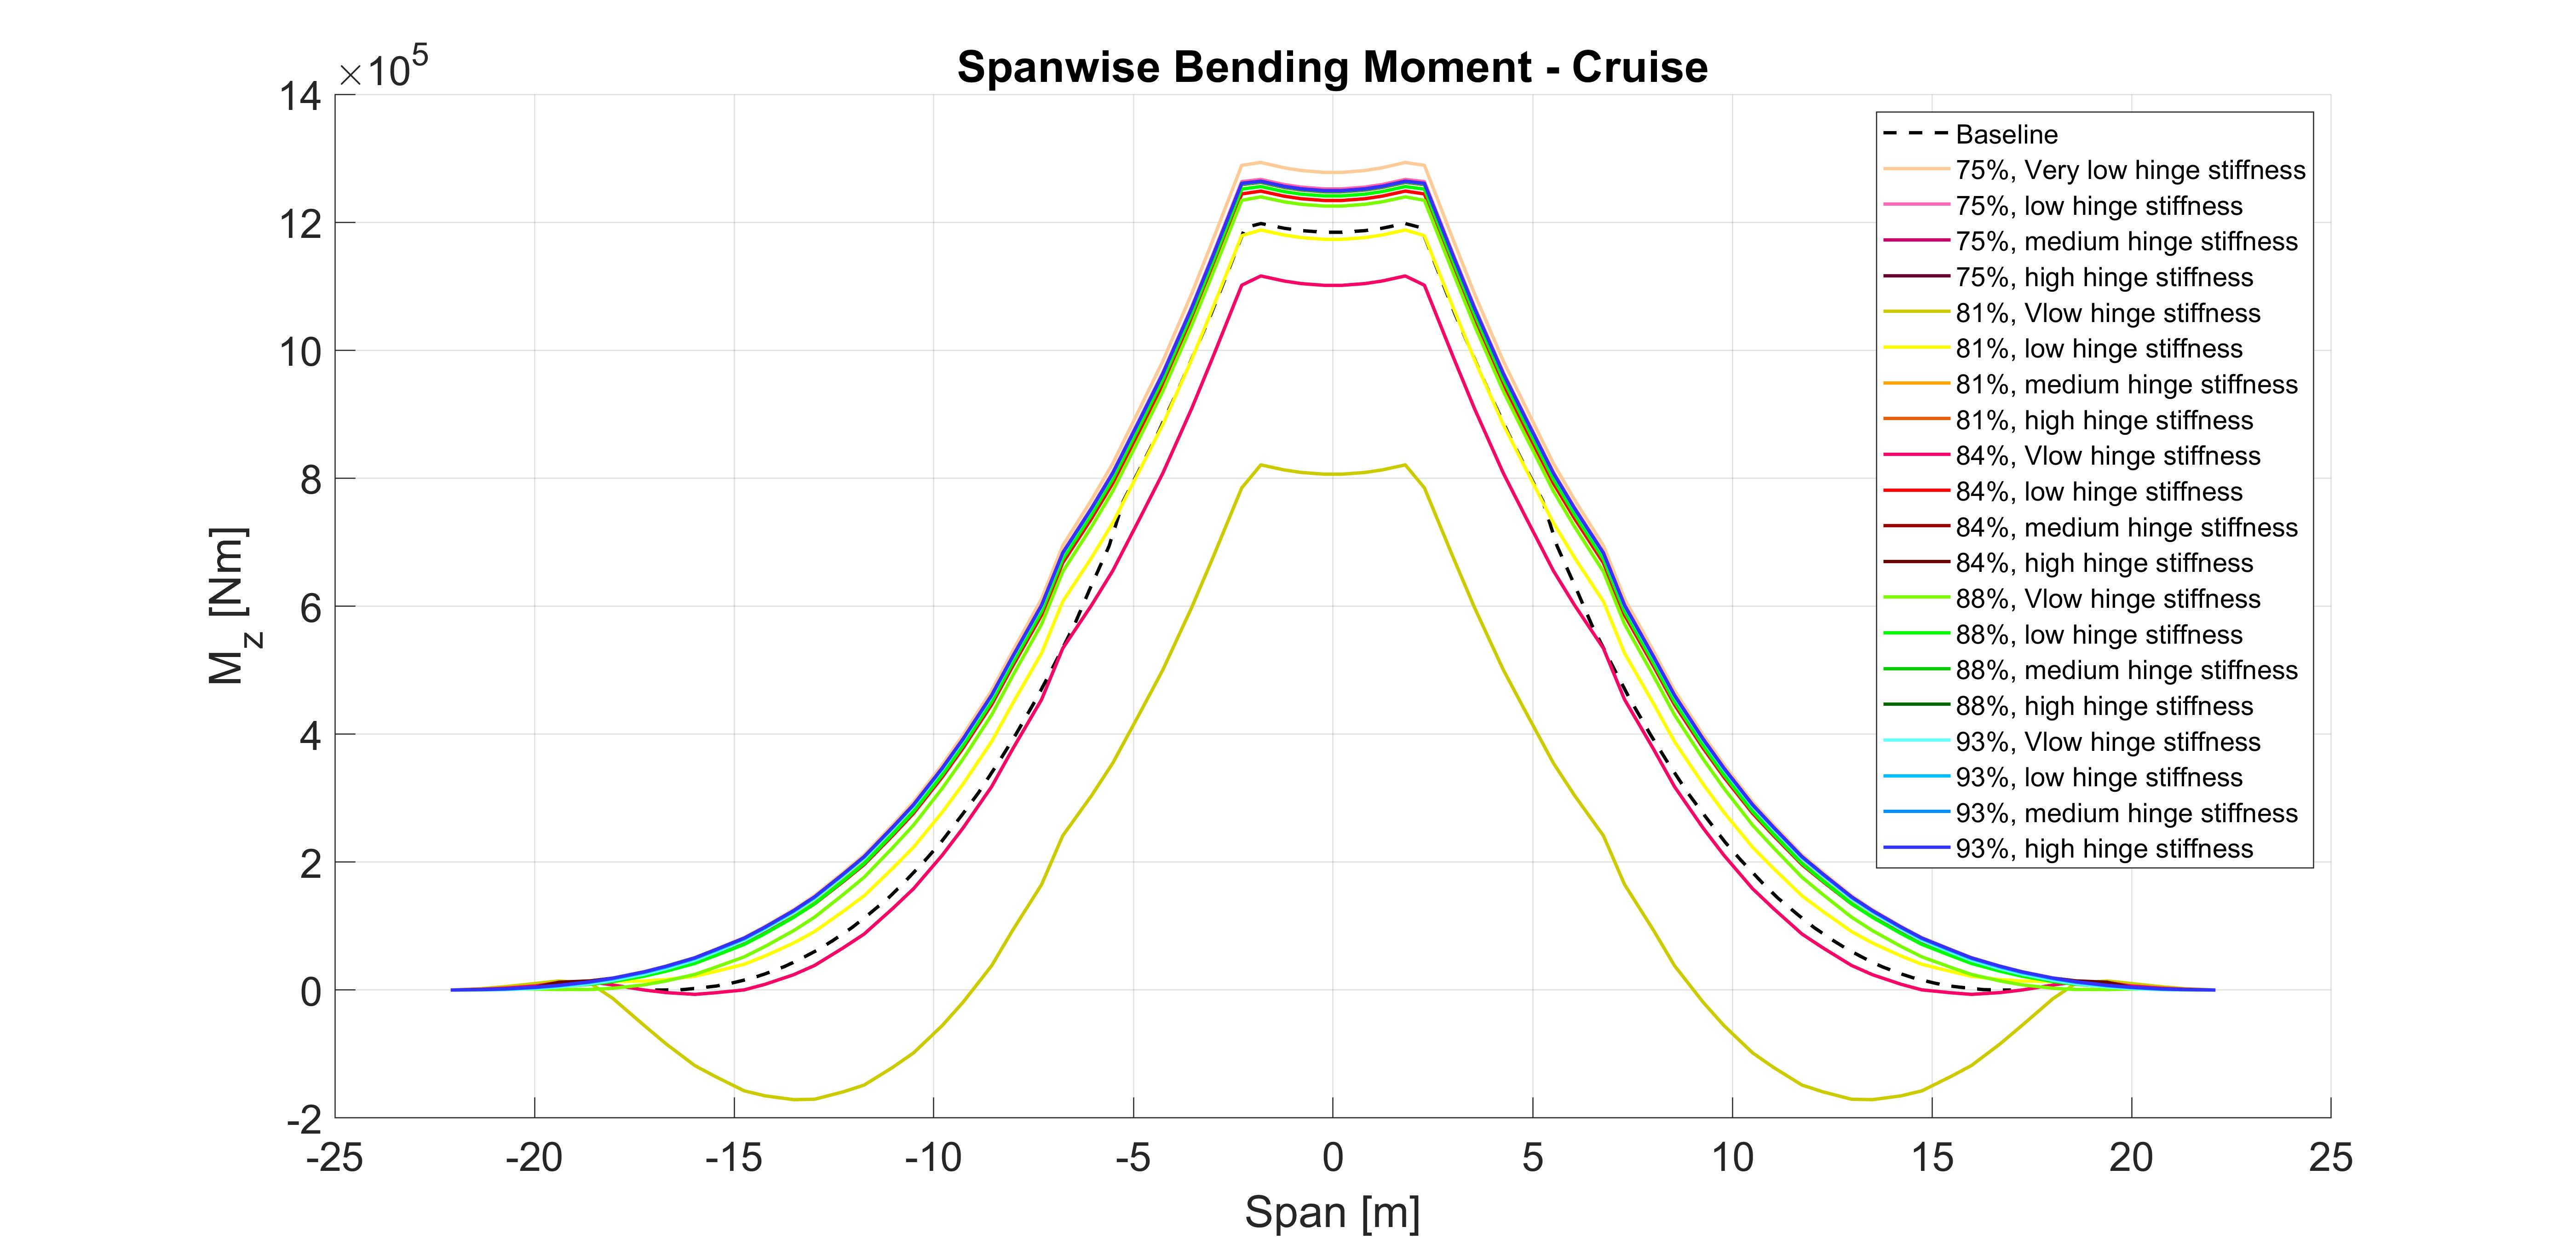 Spanwise Bending Moment - Cruise
×10^5
14
12
10
8
6
4
2
0
-2
M_z [Nm]
-25 -20 -15 -10 -5 0 5 10 15 20 25
Span [m]
Baseline
75%, Very low hinge stiffness
75%, low hinge stiffness
75%, medium hinge stiffness
75%, high hinge stiffness
81%, Vlow hinge stiffness
81%, low hinge stiffness
81%, medium hinge stiffness
81%, high hinge stiffness
84%, Vlow hinge stiffness
84%, low hinge stiffness
84%, medium hinge stiffness
84%, high hinge stiffness
88%, Vlow hinge stiffness
88%, low hinge stiffness
88%, medium hinge stiffness
88%, high hinge stiffness
93%, Vlow hinge stiffness
93%, low hinge stiffness
93%, medium hinge stiffness
93%, high hinge stiffness